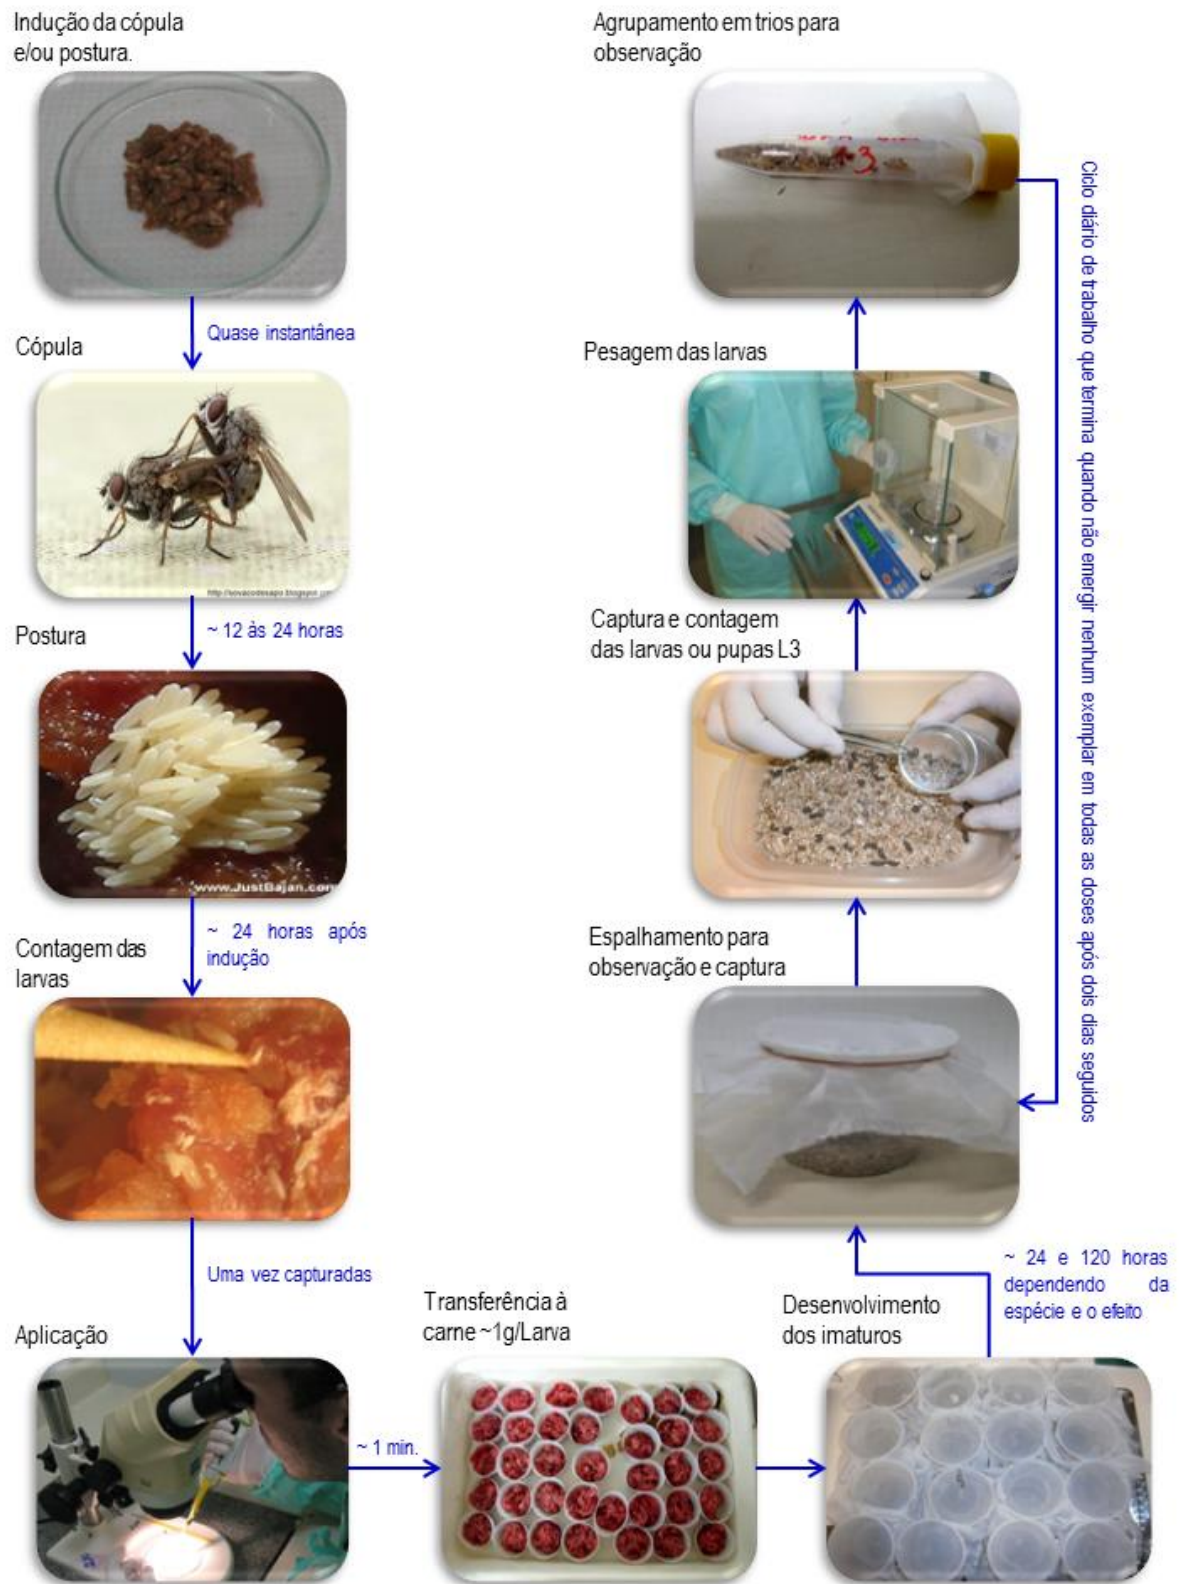 Indução da cópula
e/ou postura.
Quase instantânea
Cópula
http://sovacodesapo.blogspot.com
~ 12 às 24 horas
Postura
www.JustBajan.com
~ 24 horas após
indução
Contagem das
larvas
Uma vez capturadas
Aplicação
~ 1 min.
Transferência à
carne ~1g/Larva
Desenvolvimento
dos imaturos
~ 24 e 120 horas
dependendo da
espécie e o efeito
Espalhamento para
observação e captura
Captura e contagem
das larvas ou pupas L3
Pesagem das larvas
Agrupamento em trios para
observação
Ciclo diário de trabalho que termina quando não emergir nenhum exemplar em todas as doses após dois dias seguidos